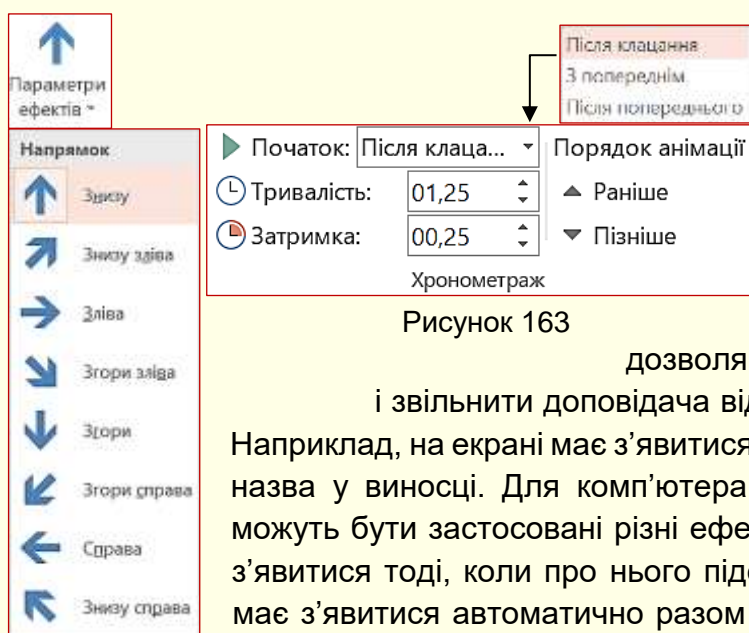 Параметри
ефектів
Напрямок
Знизу
Знизу зліва
Зліва
Згори зліва
Згори
Згори справа
Справа
Знизу справа
Після клацання
З попереднім
Після попереднього
Початок: Після клаца...
Тривалість: 01,25
Затримка: 00,25
Порядок анімації
Раніше
Пізніше
Хронометраж
Рисунок 163
дозволя
і звільнити доповідача від
Наприклад, на екрані має з’явитися
назва у виносці. Для комп’ютера
можуть бути застосовані різні ефе
з’явитися тоді, коли про нього під
має з’явитися автоматично разом